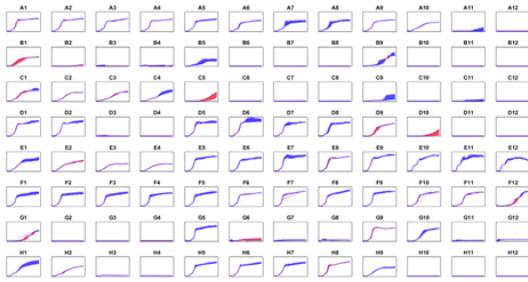 A1 A2 A3 A4 A5 A6 A7 A8 A9 A10 A11 A12
B1 B2 B3 B4 B5 B6 B7 B8 B9 B10 B11 B12
C1 C2 C3 C4 C5 C6 C7 C8 C9 C10 C11 C12
D1 D2 D3 D4 D5 D6 D7 D8 D9 D10 D11 D12
E1 E2 E3 E4 E5 E6 E7 E8 E9 E10 E11 E12
F1 F2 F3 F4 F5 F6 F7 F8 F9 F10 F11 F12
G1 G2 G3 G4 G5 G6 G7 G8 G9 G10 G11 G12
H1 H2 H3 H4 H5 H6 H7 H8 H9 H10 H11 H12